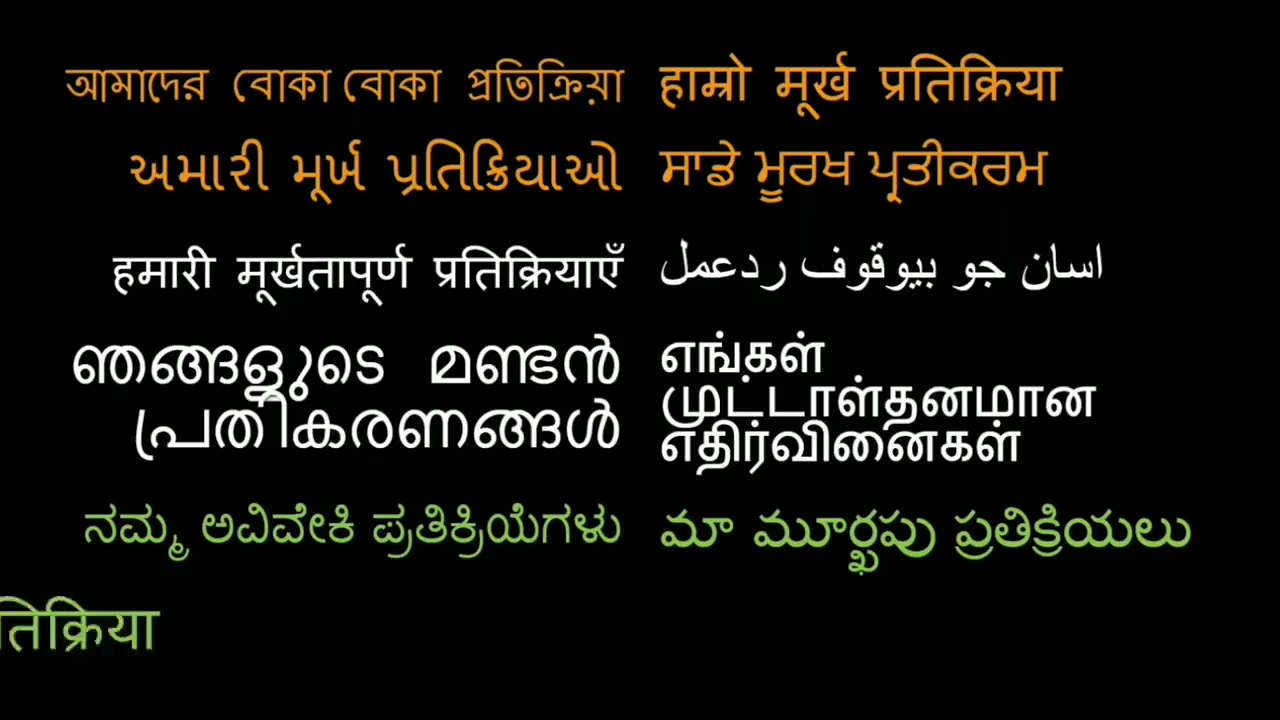 আমাদের বোকা বোকা প্রতিক্রিয়া
हाम्रो मूर्ख प्रतिक्रिया
અમારી મૂર્ખ પ્રતિક્રિયાઓ
ਸਾਡੇ ਮੂਰਖ ਪ੍ਰਤੀਕਰਮ
हमारी मूर्खतापूर्ण प्रतिक्रियाएँ
اسان جو بيوقوف ردعمل
ഞങ്ങളുടെ മണ്ടൻ
പ്രതികരണങ്ങൾ
எங்கள்
முட்டாள்தனமான
எதிர்வினைகள்
ನಮ್ಮ ಅವಿವೇಕಿ ಪ್ರತಿಕ್ರಿಯೆಗಳು
మా మూర్ఖపు ప్రతిక్రియలు
तिक्रिया